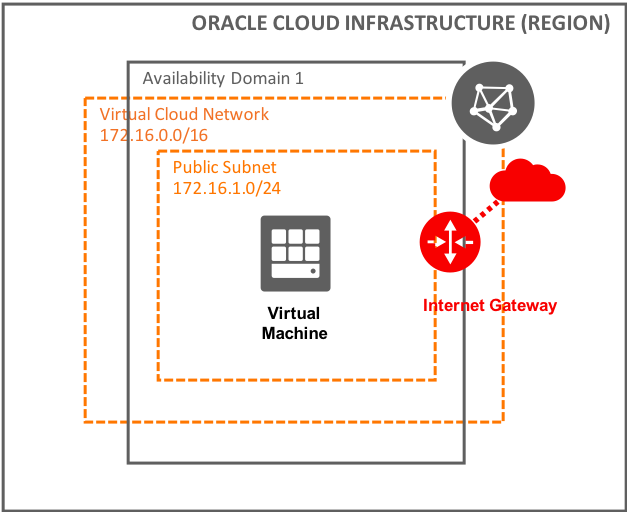 ORACLE CLOUD INFRASTRUCTURE (REGION)
Availability Domain 1
Virtual Cloud Network
172.16.0.0/16
Public Subnet
172.16.1.0/24
Internet Gateway
Virtual
Machine